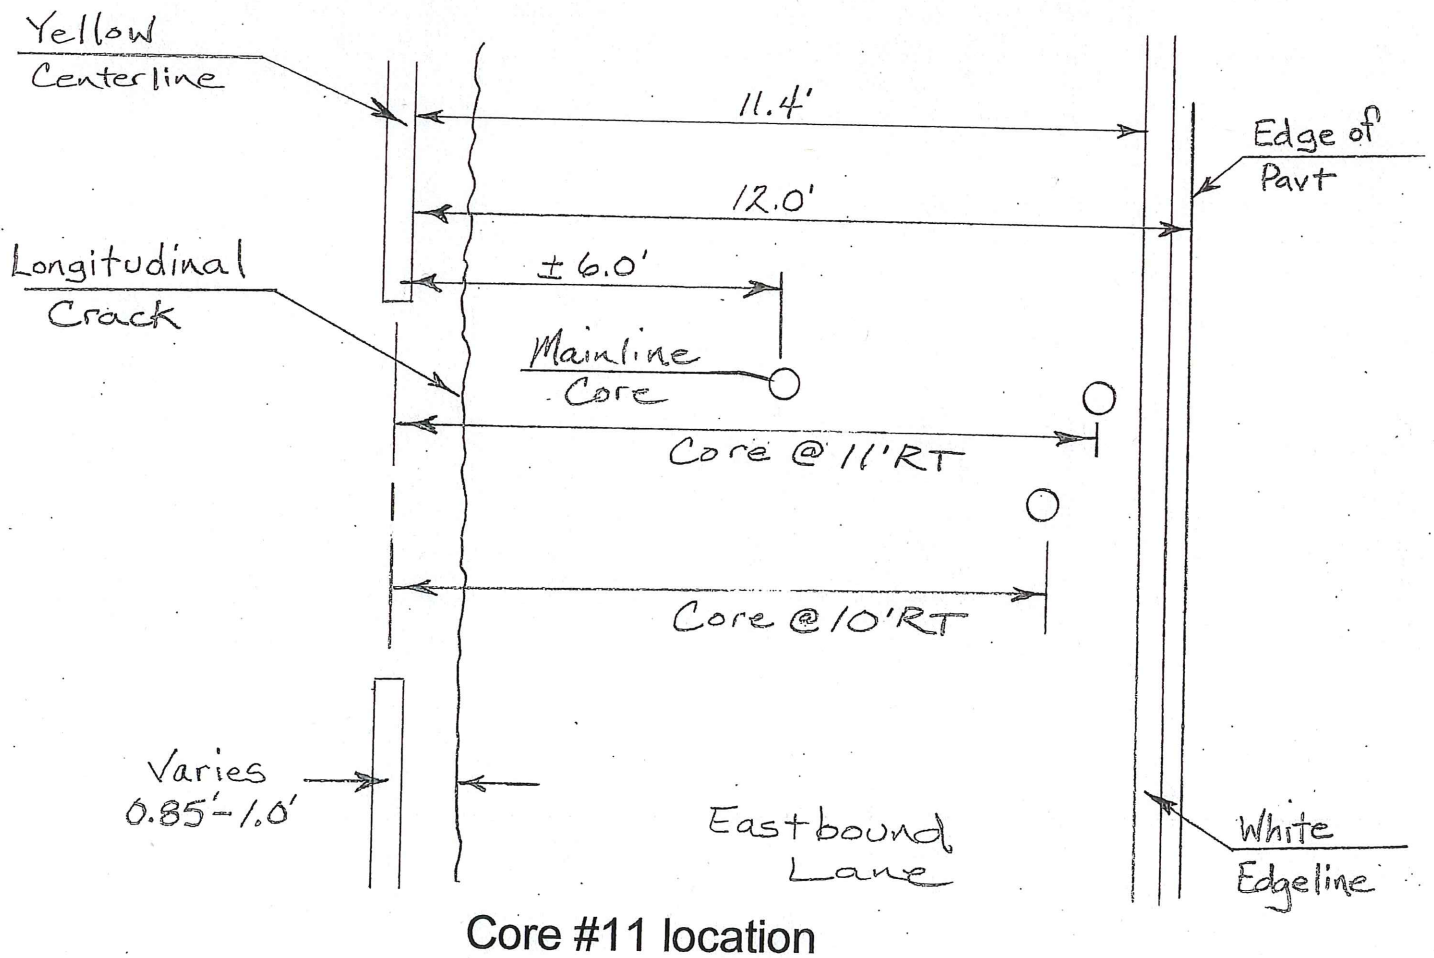 Yellow
Centerline
11.4'
Edge of
Pavt
12.0'
Longitudinal
Crack
± 6.0'
Mainline
Core
Core @ 11'RT
Core @ 10'RT
Varies
0.85'-1.0'
Eastbound
Lane
White
Edgeline
Core #11 location